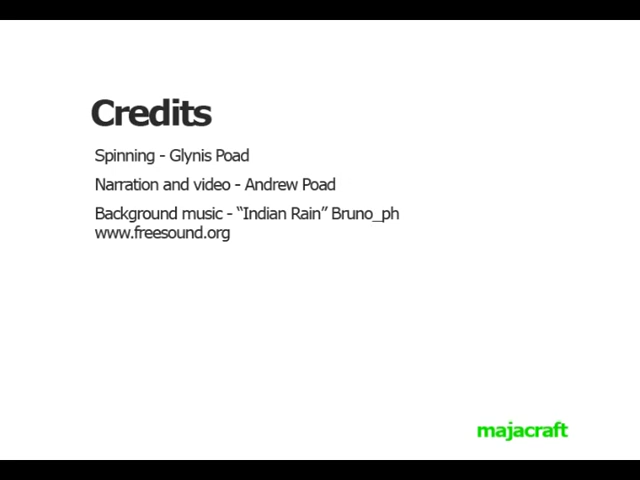 Credits
Spinning - Glynis Poad
Narration and video - Andrew Poad
Background music - “Indian Rain” Bruno_ph
www.freesound.org
majacraft